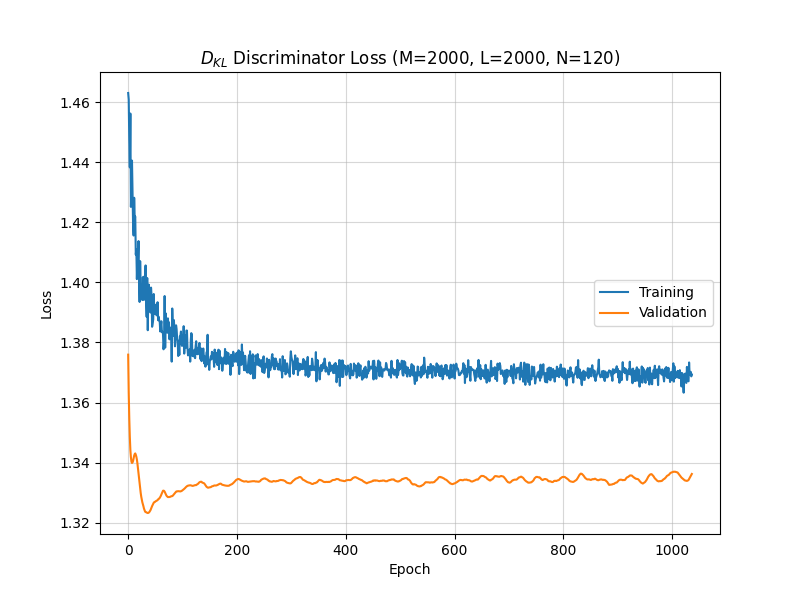 D_KL Discriminator Loss (M=2000, L=2000, N=120)
Loss
1.46
1.44
1.42
1.40
1.38
1.36
1.34
1.32
Training
Validation
0 200 400 600 800 1000
Epoch